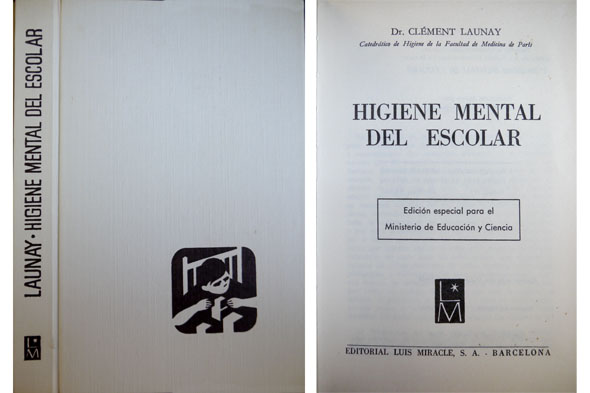 LAUNAY · HIGIENE MENTAL DEL ESCOLAR
LM
Dr. CLÉMENT LAUNAY
Catedrático de Higiene de la Facultad de Medicina de París
HIGIENE MENTAL
DEL ESCOLAR
Edición especial para el
Ministerio de Educación y Ciencia
LM
EDITORIAL LUIS MIRACLE, S. A. - BARCELONA